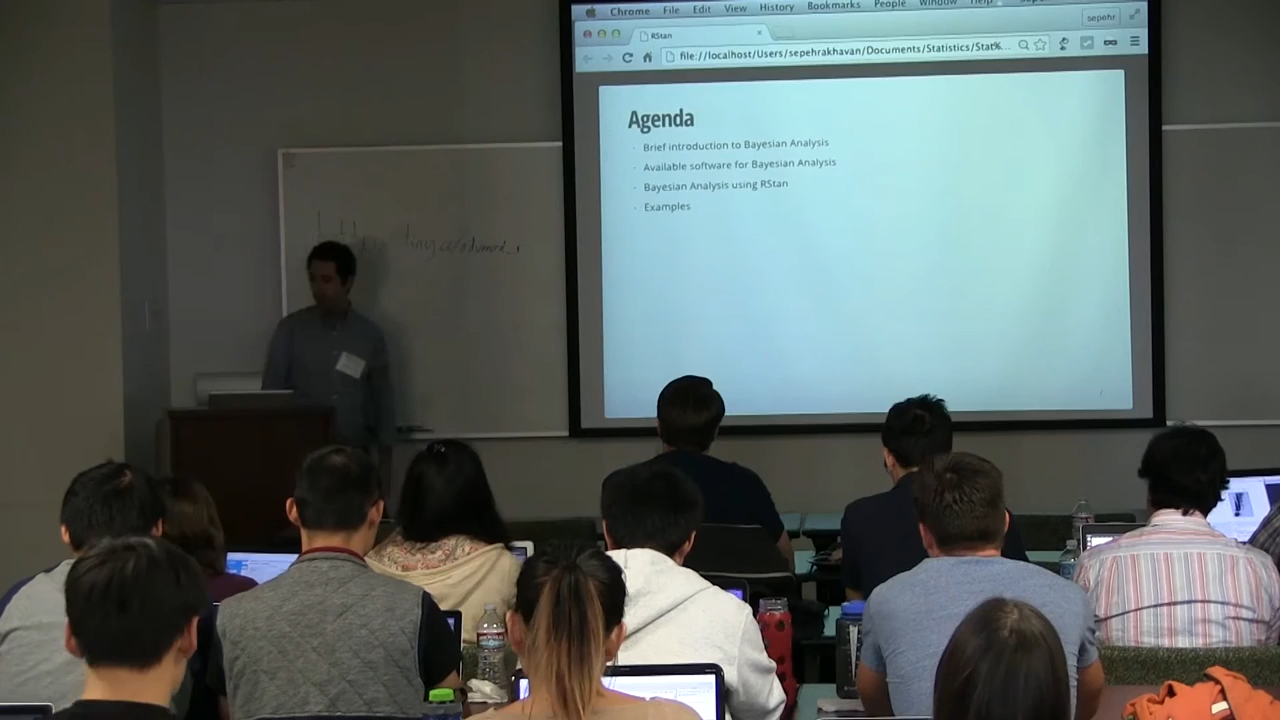 Chrome File Edit View History Bookmarks People Window Help
sepehr
RStan
file://localhost/Users/sepehrakhavan/Documents/Statistics/Stat%...
Agenda
· Brief introduction to Bayesian Analysis
· Available software for Bayesian Analysis
· Bayesian Analysis using RStan
· Examples